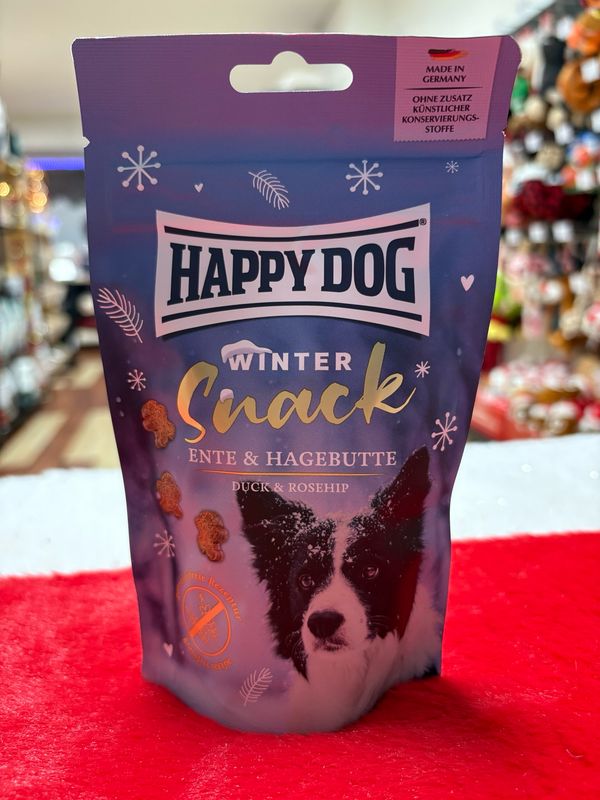 MADE IN
GERMANY
OHNE ZUSATZ
KÜNSTLICHER
KONSERVIERUNGS-
STOFFE
HAPPY DOG®
WINTER
Snack
ENTE & HAGEBUTTE
DUCK & ROSEHIP